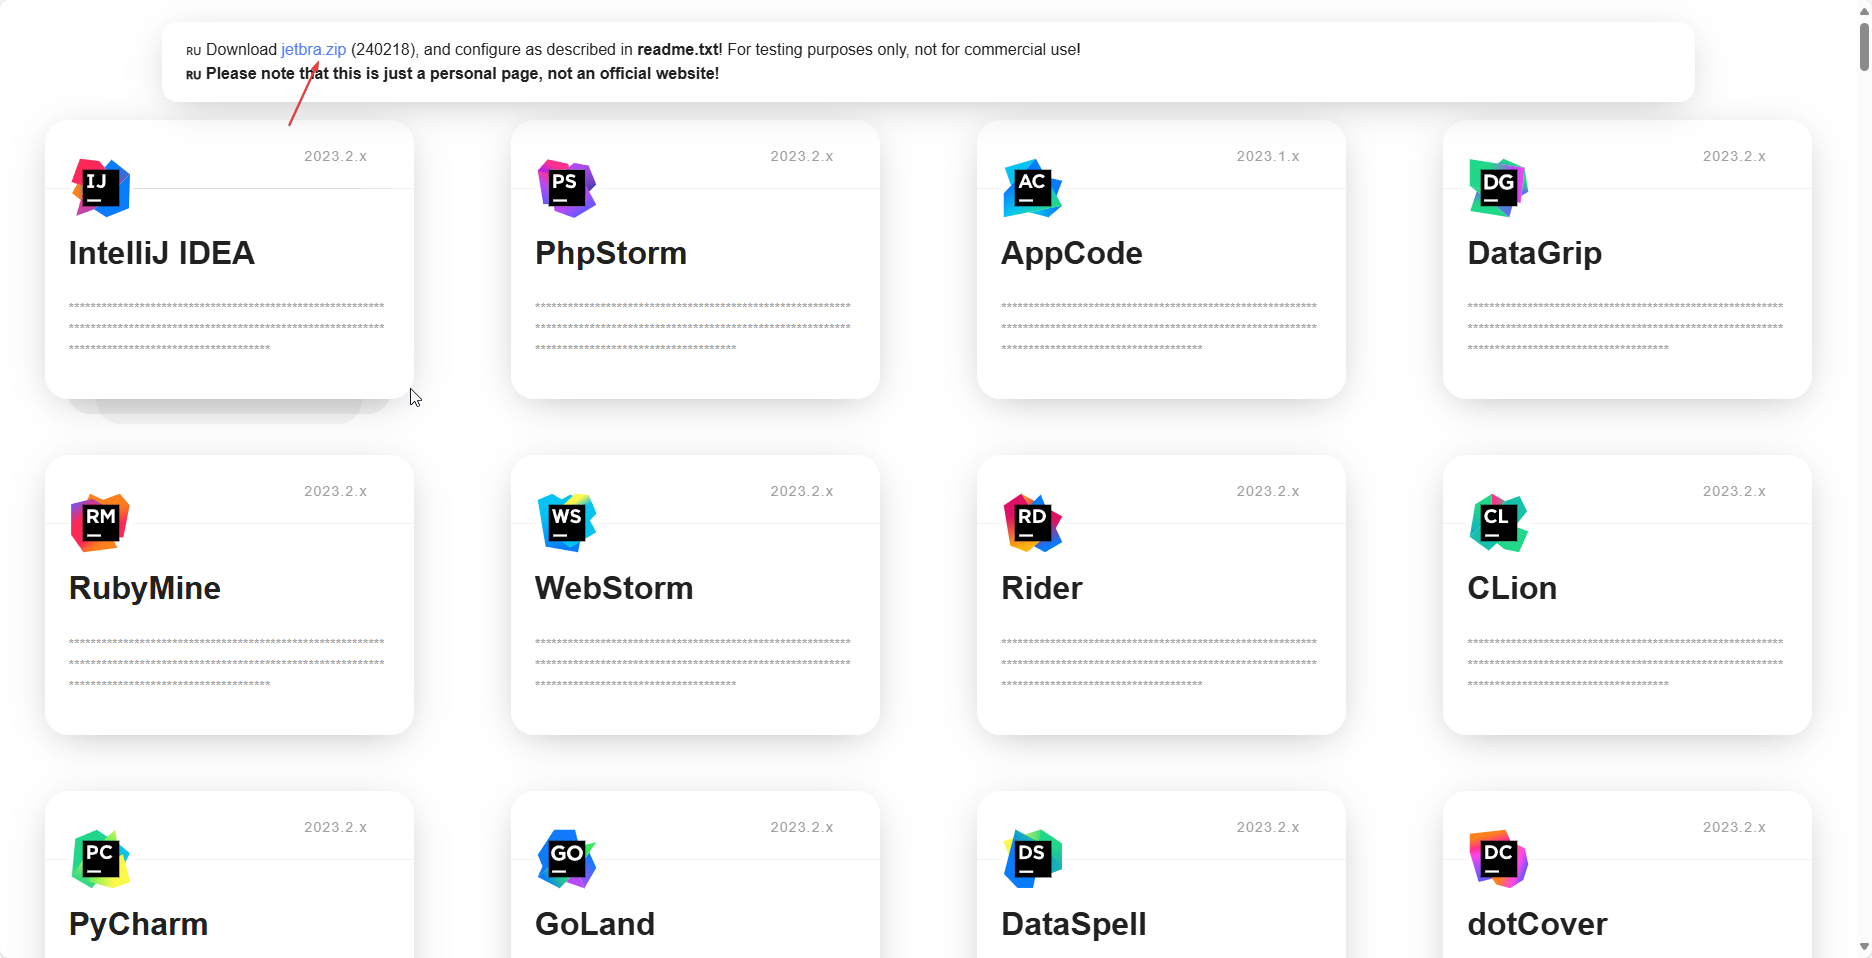 RU Download jetbra.zip (240218), and configure as described in readme.txt! For testing purposes only, not for commercial use!
RU Please note that this is just a personal page, not an official website!
2023.2.x
IJ
IntelliJ IDEA
2023.2.x
PS
PhpStorm
2023.1.x
AC
AppCode
2023.2.x
DG
DataGrip
2023.2.x
RM
RubyMine
2023.2.x
WS
WebStorm
2023.2.x
RD
Rider
2023.2.x
CL
CLion
2023.2.x
PC
PyCharm
2023.2.x
GO
GoLand
2023.2.x
DS
DataSpell
2023.2.x
DC
dotCover